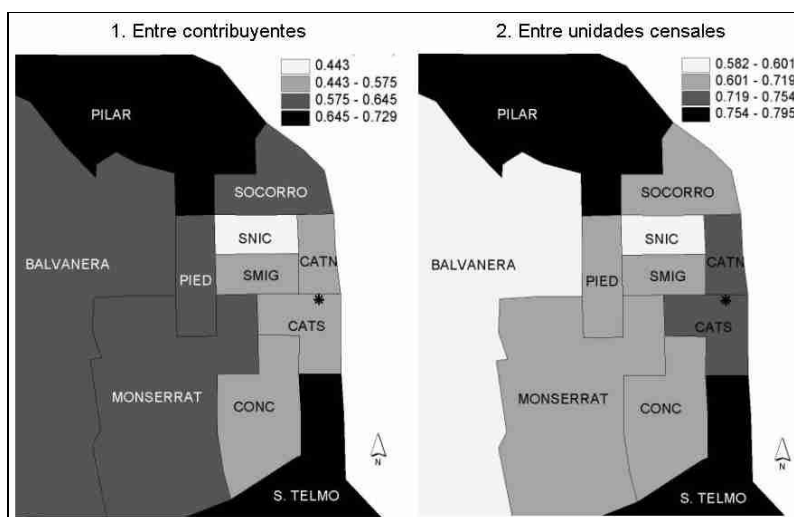 1. Entre contribuyentes
0.443
0.443 - 0.575
0.575 - 0.645
0.645 - 0.729
PILAR
SOCORRO
SNIC
BALVANERA
PIED
SMIG
CATN
CATS
MONSERRAT
CONC
N
S. TELMO
2. Entre unidades censales
0.582 - 0.601
0.601 - 0.719
0.719 - 0.754
0.754 - 0.795
PILAR
SOCORRO
SNIC
BALVANERA
PIED
SMIG
CATN
CATS
MONSERRAT
CONC
N
S. TELMO